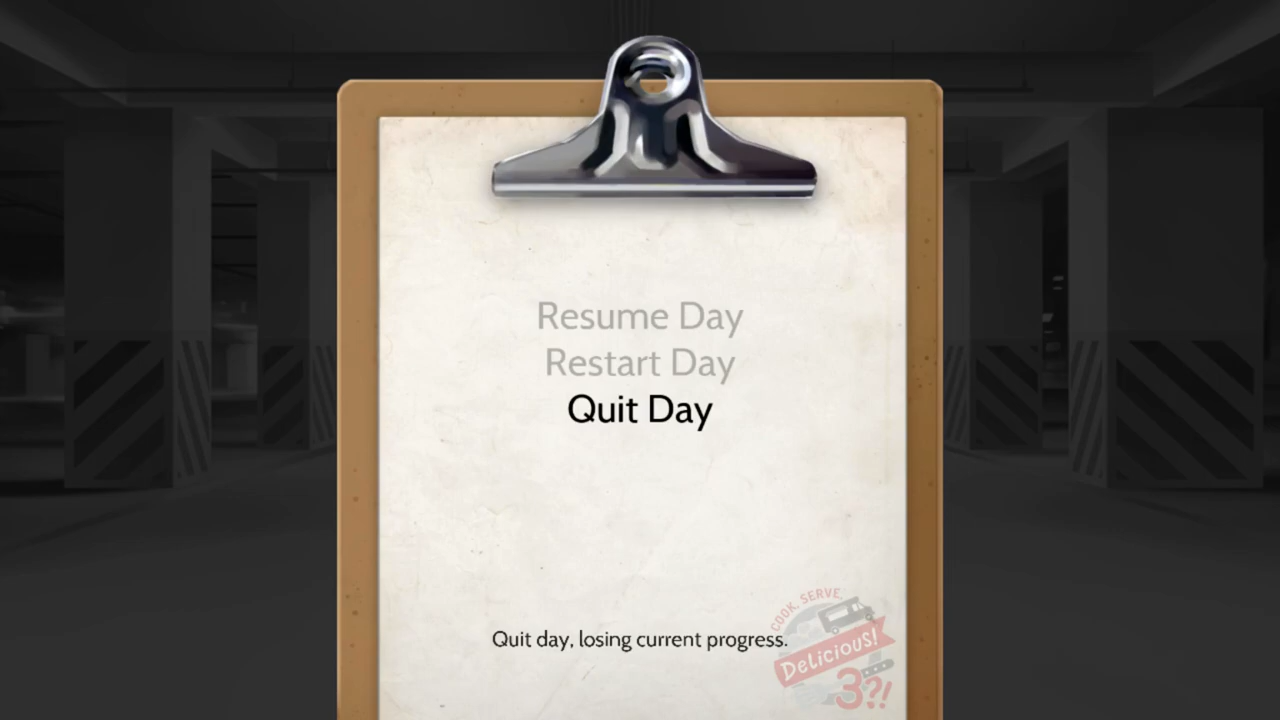 Resume Day
Restart Day
Quit Day
Quit day, losing current progress.
COOK, SERVE,
Delicious!
3?!